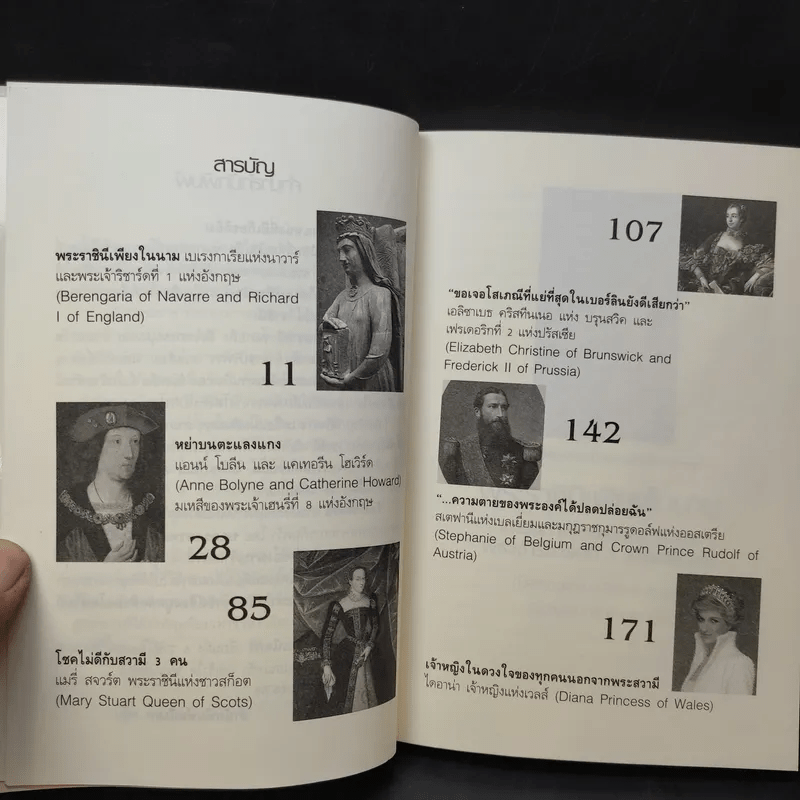 สารบัญ
พระราชินีเพียงในนาม เบเรงกาเรียแห่งนาวาร์
และพระเจ้าริชาร์ดที่ 1 แห่งอังกฤษ
(Berengaria of Navarre and Richard
I of England)
11
หย่าบนตะแลงแกง
แอนน์ โบลีน และ แคเทอรีน โฮเวิร์ด
(Anne Bolyne and Catherine Howard)
มเหสีของพระเจ้าเฮนรี่ที่ 8 แห่งอังกฤษ
28
85
โชคไม่ดีกับสวามี 3 คน
แมรี่ สจวร์ต พระราชินีแห่งชาวสก็อต
(Mary Stuart Queen of Scots)
107
"ขอเจอโสเภณีที่แย่ที่สุดในเบอร์ลินยังดีเสียกว่า"
เอลิซาเบธ คริสทีนเนอ แห่ง บรุนสวิค และ
เฟรเดอริกที่ 2 แห่งปรัสเซีย
(Elizabeth Christine of Brunswick and
Frederick II of Prussia)
142
"...ความตายของพระองค์ได้ปลดปล่อยฉัน"
สเตฟานีแห่งเบลเยี่ยมและมกุฎราชกุมารรูดอล์ฟแห่งออสเตรีย
(Stephanie of Belgium and Crown Prince Rudolf of
Austria)
171
เจ้าหญิงในดวงใจของทุกคนนอกจากพระสวามี
ไดอาน่า เจ้าหญิงแห่งเวลส์ (Diana Princess of Wales)